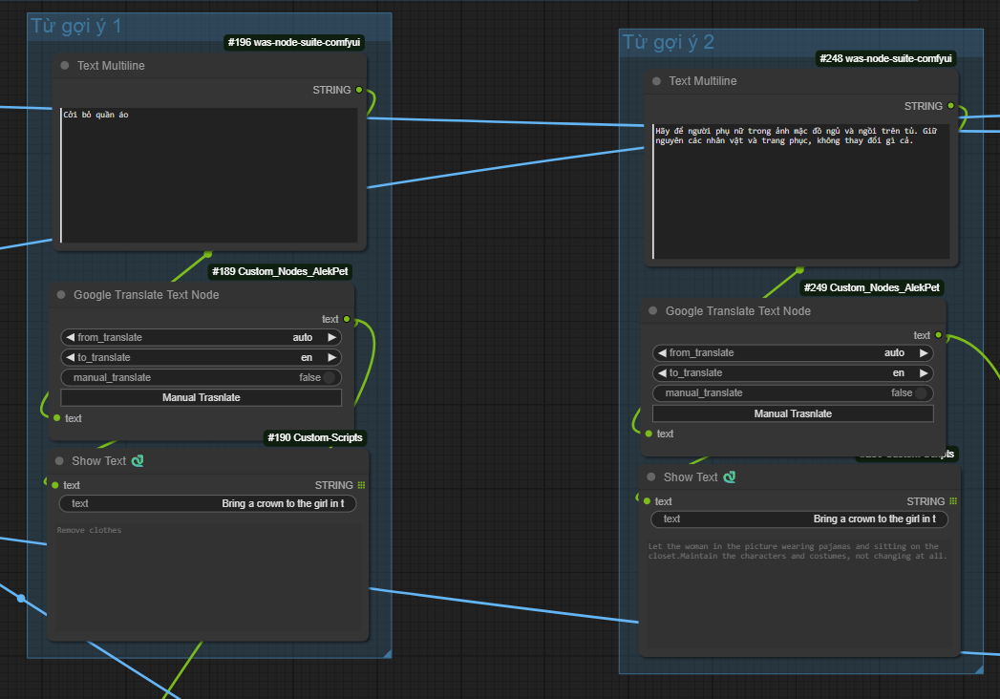 Từ gợi ý 1
#196 was-node-suite-comfyui
Text Multiline
STRING
Cởi bỏ quần áo
#189 Custom_Nodes_AlekPet
Google Translate Text Node
text
from_translate auto
to_translate en
manual_translate false
Manual Trasnlate
text
#190 Custom-Scripts
Show Text
text STRING
text Bring a crown to the girl in t
Remove clothes
Từ gợi ý 2
#248 was-node-suite-comfyui
Text Multiline
STRING
Hãy để người phụ nữ trong ảnh mặc đồ ngủ và ngồi trên tủ. Giữ
nguyên các nhân vật và trang phục, không thay đổi gì cả.
#249 Custom_Nodes_AlekPet
Google Translate Text Node
text
from_translate auto
to_translate en
manual_translate false
Manual Trasnlate
text
Show Text
text STRING
text Bring a crown to the girl in t
Let the woman in the picture wearing pajamas and sitting on the
closet.Maintain the characters and costumes, not changing at all.